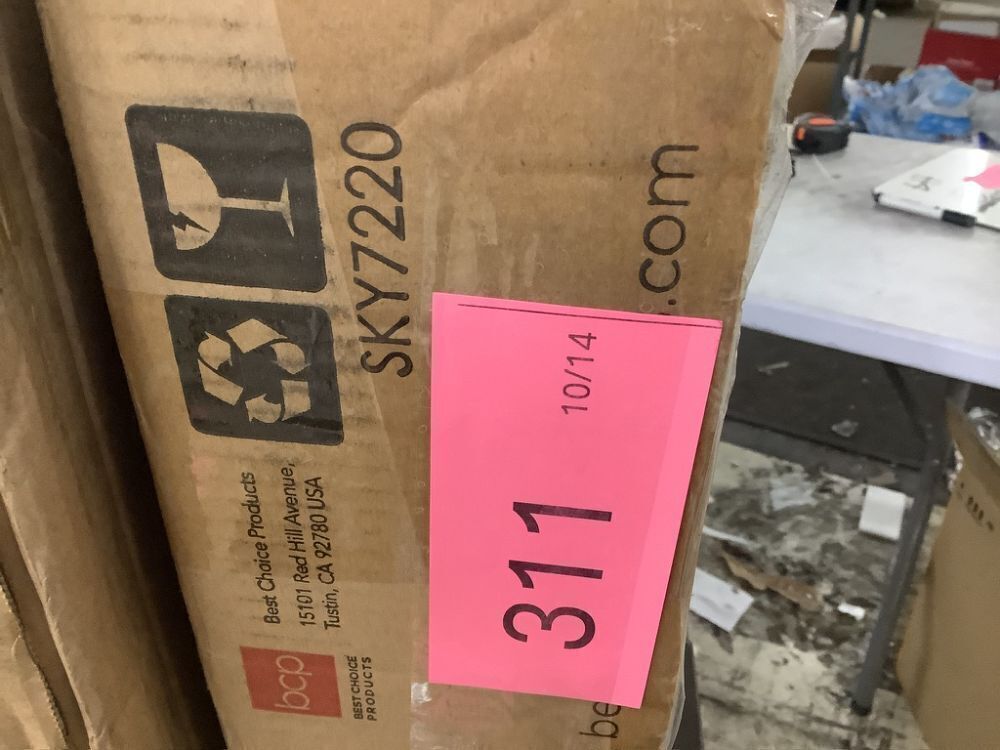 bcp
BEST CHOICE
PRODUCTS
Best Choice Products
15101 Red Hill Avenue,
Tustin, CA 92780 USA
SKY7220
be
.com
311
10/14